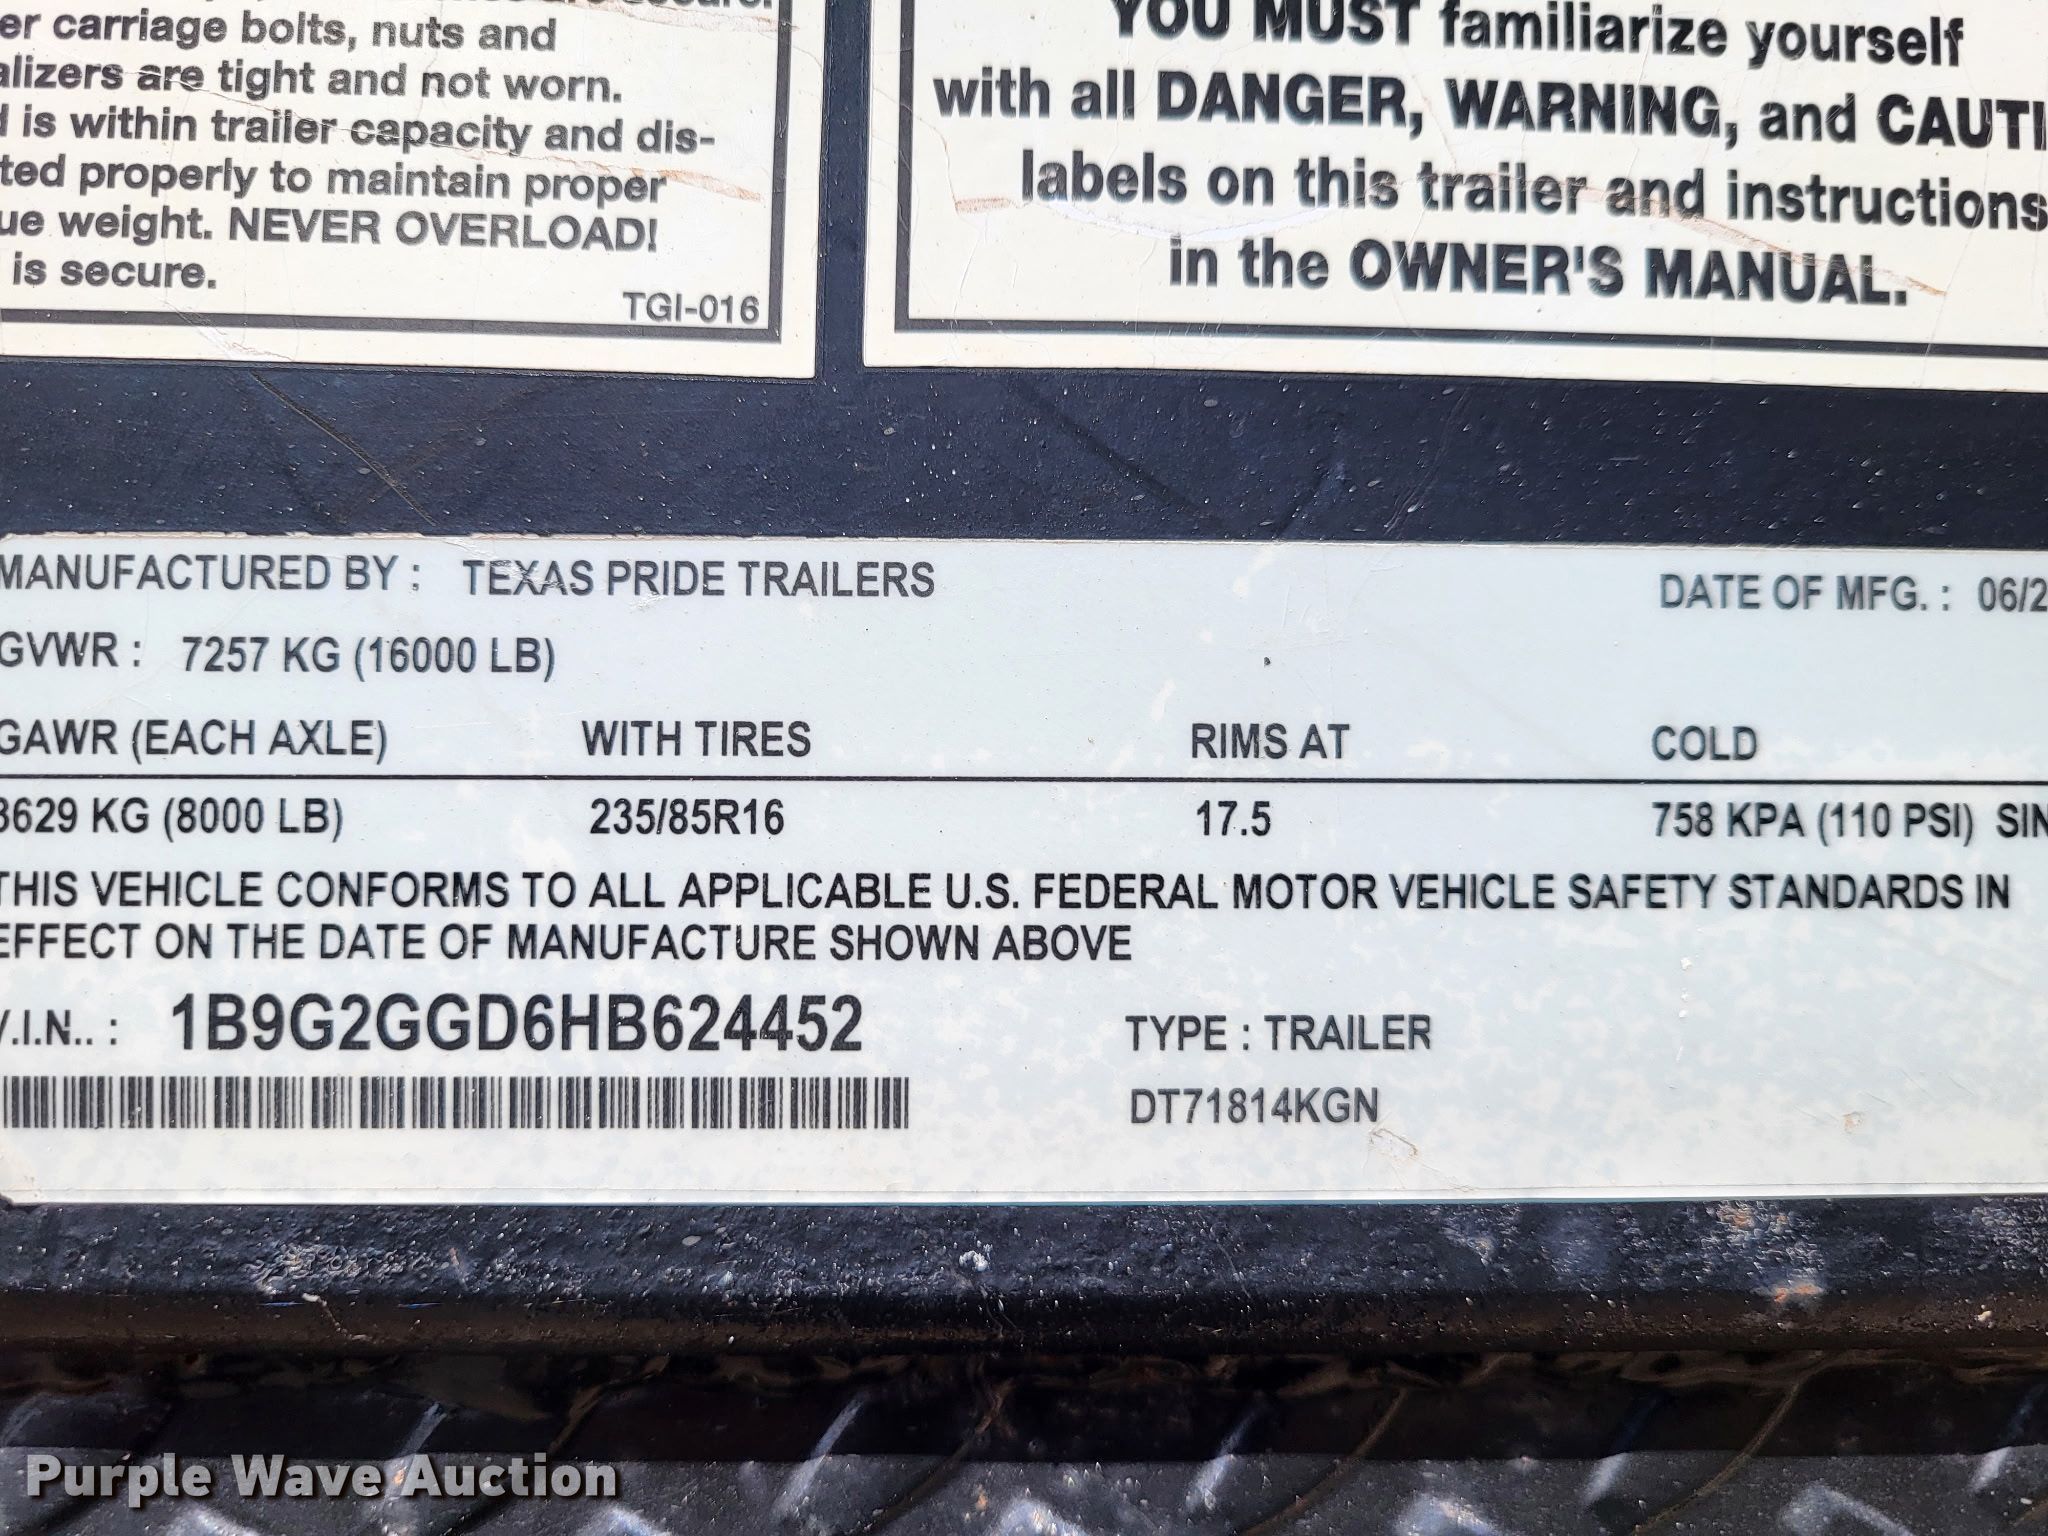 er carriage bolts, nuts and
alizers are tight and not worn.
is within trailer capacity and dis-
ted properly to maintain proper
ue weight. NEVER OVERLOAD!
is secure.
TGI-016
YOU MUST familiarize yourself
with all DANGER, WARNING, and CAUTI
labels on this trailer and instructions
in the OWNER'S MANUAL.
MANUFACTURED BY : TEXAS PRIDE TRAILERS DATE OF MFG. : 06/2
GVWR : 7257 KG (16000 LB)
GAWR (EACH AXLE) WITH TIRES RIMS AT COLD
3629 KG (8000 LB) 235/85R16 17.5 758 KPA (110 PSI) SIN
THIS VEHICLE CONFORMS TO ALL APPLICABLE U.S. FEDERAL MOTOR VEHICLE SAFETY STANDARDS IN
EFFECT ON THE DATE OF MANUFACTURE SHOWN ABOVE
V.I.N.. : 1B9G2GGD6HB624452 TYPE : TRAILER
DT71814KGN
Purple Wave Auction